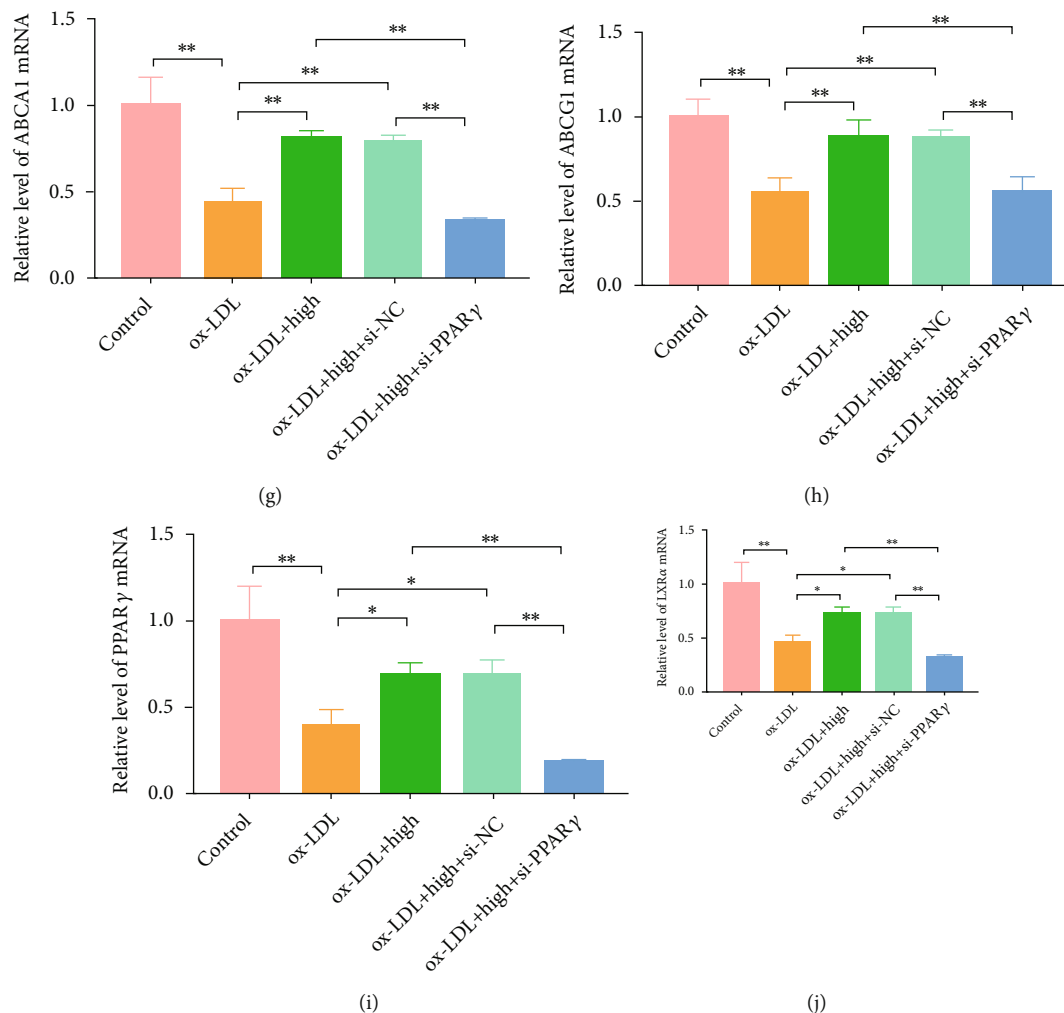 Relative level of ABCA1 mRNA
1.5
1.0
0.5
0.0
**
**
**
**
**
Control
ox-LDL
ox-LDL+high
ox-LDL+high+si-NC
ox-LDL+high+si-PPARγ
(g)
Relative level of ABCG1 mRNA
1.5
1.0
0.5
0.0
**
**
**
**
**
Control
ox-LDL
ox-LDL+high
ox-LDL+high+si-NC
ox-LDL+high+si-PPARγ
(h)
Relative level of PPARγ mRNA
1.5
1.0
0.5
0.0
**
**
*
*
**
Control
ox-LDL
ox-LDL+high
ox-LDL+high+si-NC
ox-LDL+high+si-PPARγ
(i)
Relative level of LXRα mRNA
1.5
1.0
0.5
0.0
**
**
*
*
**
Control
ox-LDL
ox-LDL+high
ox-LDL+high+si-NC
ox-LDL+high+si-PPARγ
(j)